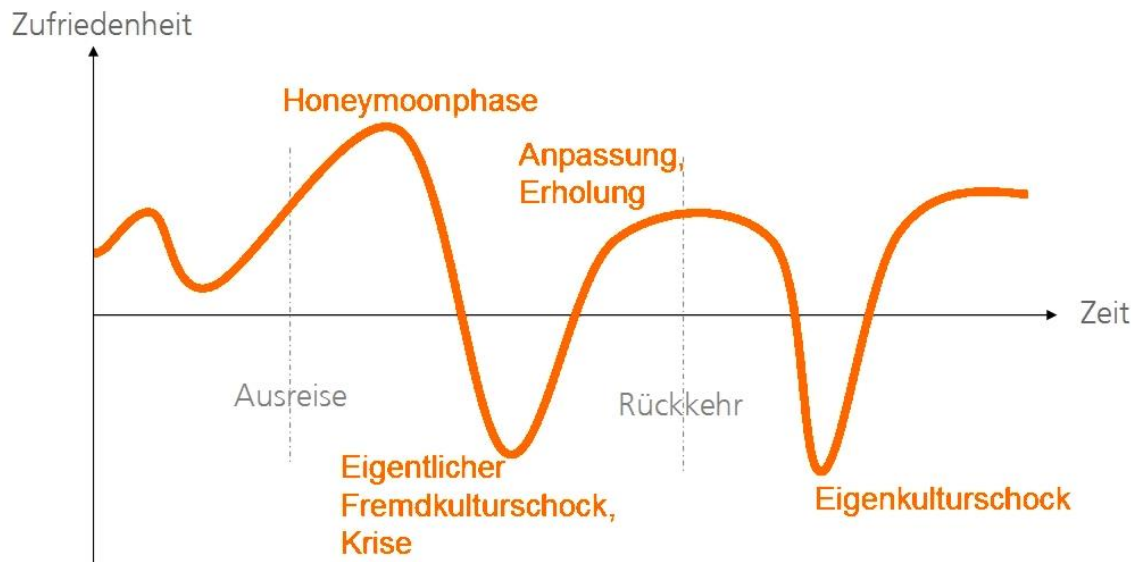 Zufriedenheit
Honeymoonphase
Anpassung,
Erholung
Zeit
Ausreise
Rückkehr
Eigentlicher
Fremdkulturschock,
Krise
Eigenkulturschock